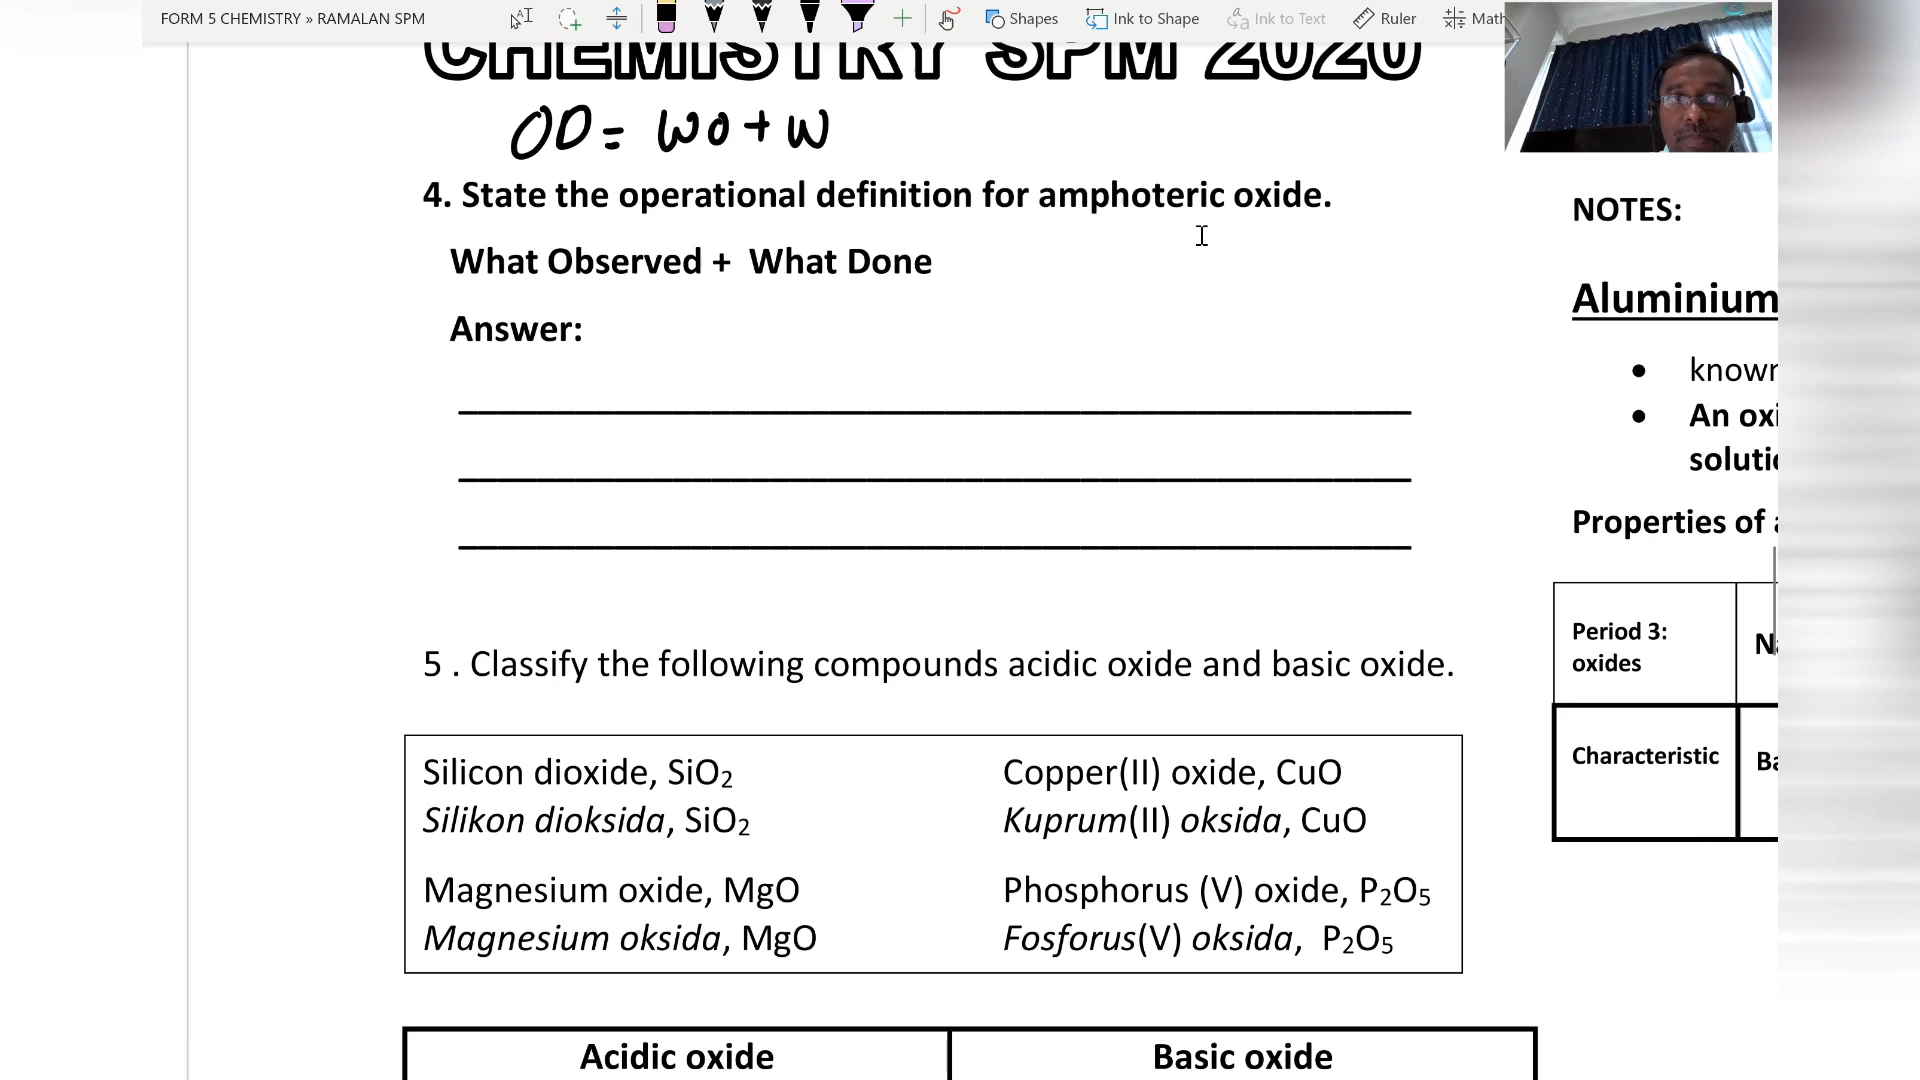 FORM 5 CHEMISTRY » RAMALAN SPM
Shapes
Ink to Shape
Ink to Text
Ruler
Math
CHEMISTRY SPM 2020
OD = WO + W
4. State the operational definition for amphoteric oxide.
What Observed + What Done
Answer:
5 . Classify the following compounds acidic oxide and basic oxide.
Silicon dioxide, SiO₂
Silikon dioksida, SiO₂
Magnesium oxide, MgO
Magnesium oksida, MgO
Copper(II) oxide, CuO
Kuprum(II) oksida, CuO
Phosphorus (V) oxide, P₂O₅
Fosforus(V) oksida, P₂O₅
Acidic oxide
Basic oxide
NOTES:
Aluminium
known
An oxi
solutio
Properties of
Period 3:
oxides
Characteristic
Ba